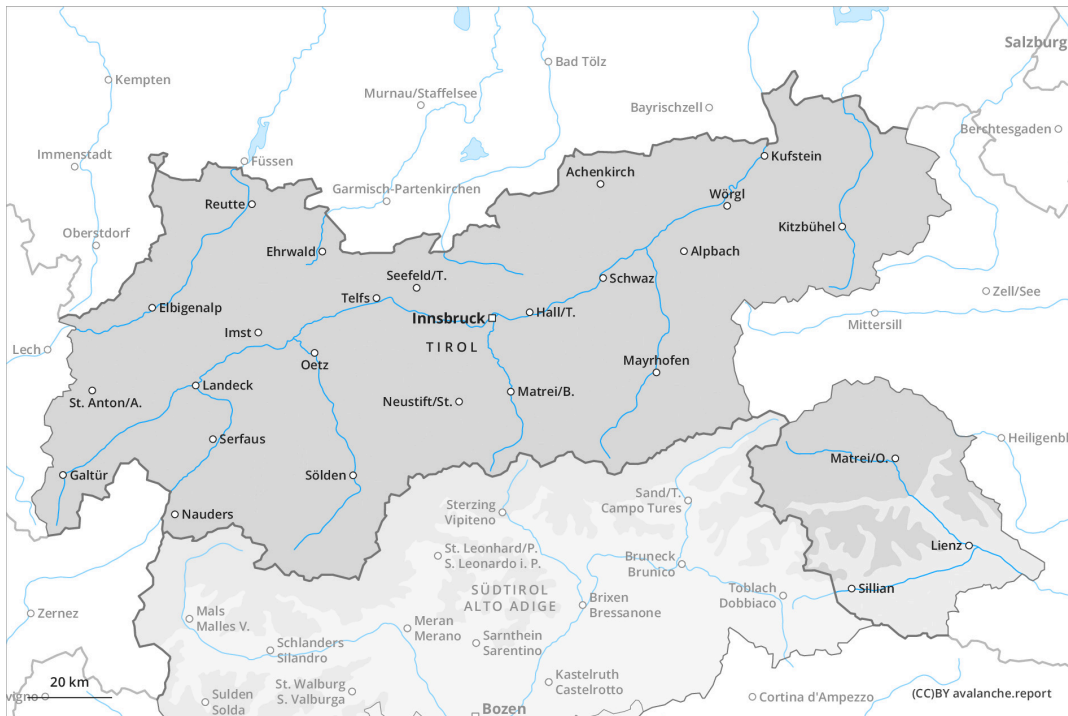 Salzburg
Kempten
Bad Tölz
Murnau/Staffelsee
Bayrischzell
Berchtesgaden
Immenstadt
Füssen
Kufstein
Achenkirch
Garmisch-Partenkirchen
Reutte
Wörgl
Oberstdorf
Kitzbühel
Ehrwald
Alpbach
Seefeld/T.
Schwaz
Zell/See
Telfs
Elbigenalp
Innsbruck
Hall/T.
Mittersill
Imst
TIROL
Lech
Oetz
Mayrhofen
Landeck
St. Anton/A.
Neustift/St.
Matrei/B.
Serfaus
Heiligenbl
Matrei/O.
Galtür
Sölden
Sand/T.
Campo Tures
Sterzing
Vipiteno
Nauders
Lienz
St. Leonhard/P.
S. Leonardo i. P.
Bruneck
Brunico
SÜDTIROL
ALTO ADIGE
Toblach
Dobbiaco
Sillian
Brixen
Bressanone
Zernez
Mals
Malles V.
Meran
Merano
Sarnthein
Sarentino
Schlanders
Silandro
Kastelruth
Castelrotto
20 km
St. Walburg
S. Valburga
vigno
Sulden
Solda
Cortina d'Ampezzo
(CC)BY avalanche.report
Bozen